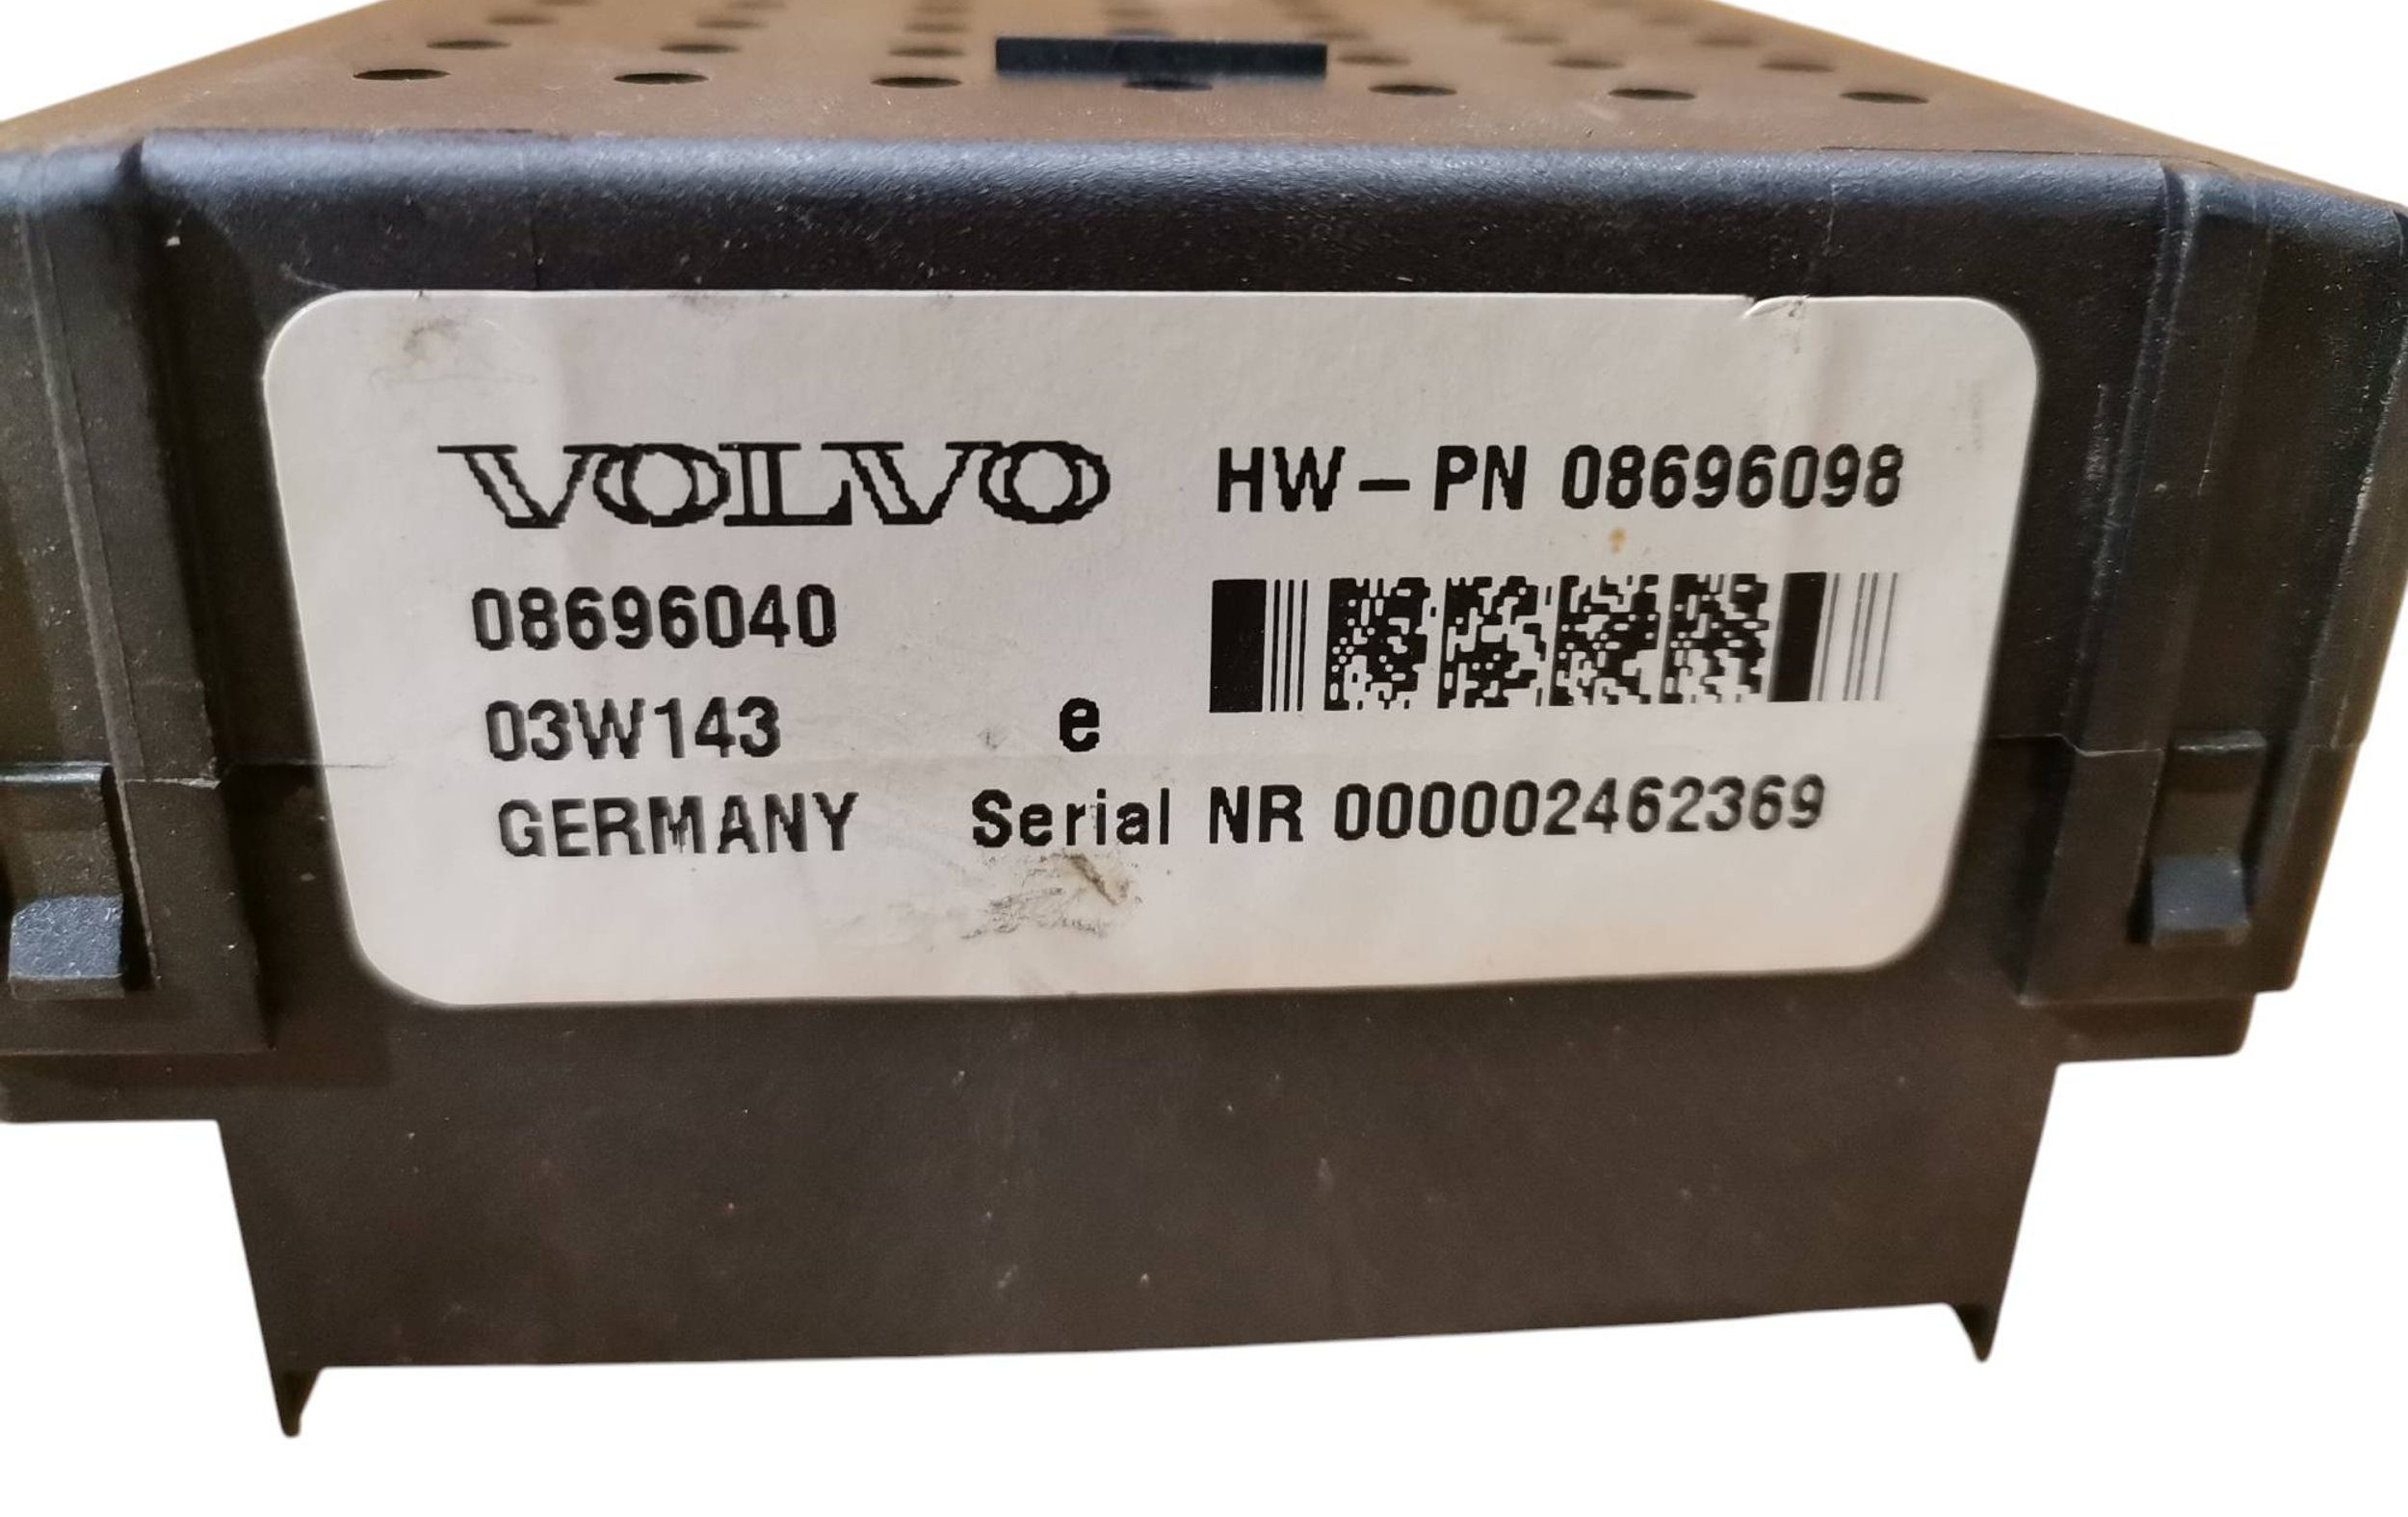 VOLVO HW-PN 08696098
08696040
03W143 e
GERMANY Serial NR 000002462369